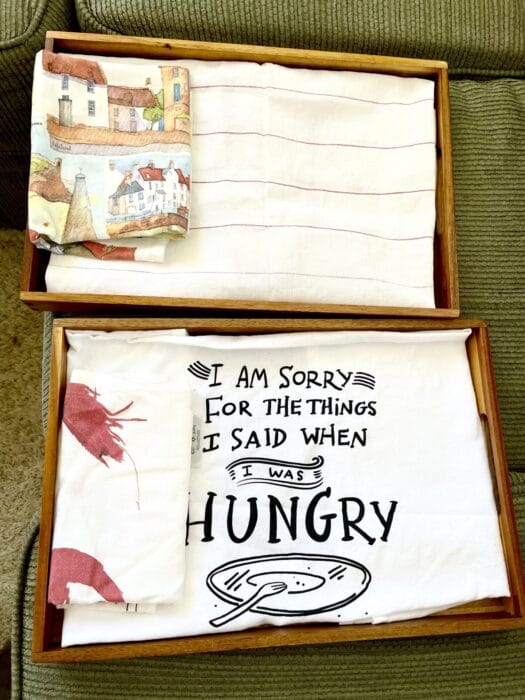 I AM SORRY
FOR THE THINGS
I SAID WHEN
I WAS
HUNGRY